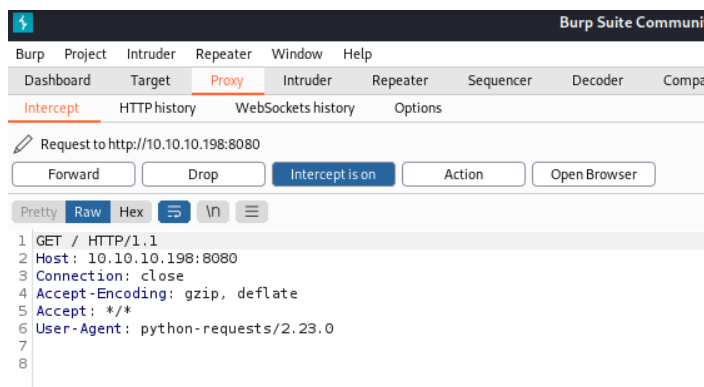 Burp Suite Communi
Burp Project Intruder Repeater Window Help
Dashboard Target Proxy Intruder Repeater Sequencer Decoder Compa
Intercept HTTP history WebSockets history Options
Request to http://10.10.10.198:8080
Forward Drop Intercept is on Action Open Browser
Pretty Raw Hex \n
1 GET / HTTP/1.1
2 Host: 10.10.10.198:8080
3 Connection: close
4 Accept-Encoding: gzip, deflate
5 Accept: */*
6 User-Agent: python-requests/2.23.0
7
8